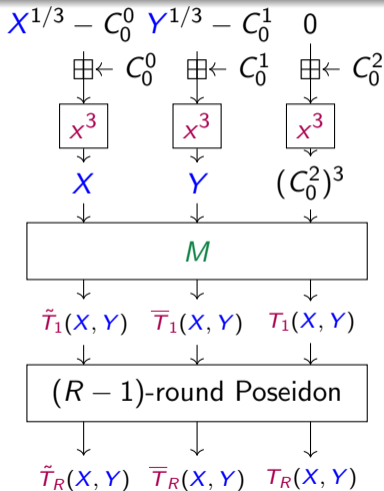 X^{1/3} − C_0^0 Y^{1/3} − C_0^1 0
⊞← C_0^0 ⊞← C_0^1 ⊞← C_0^2
x^3 x^3 x^3
X Y (C_0^2)^3
M
T̃_1(X, Y) T̅_1(X, Y) T_1(X, Y)
(R − 1)-round Poseidon
T̃_R(X, Y) T̅_R(X, Y) T_R(X, Y)